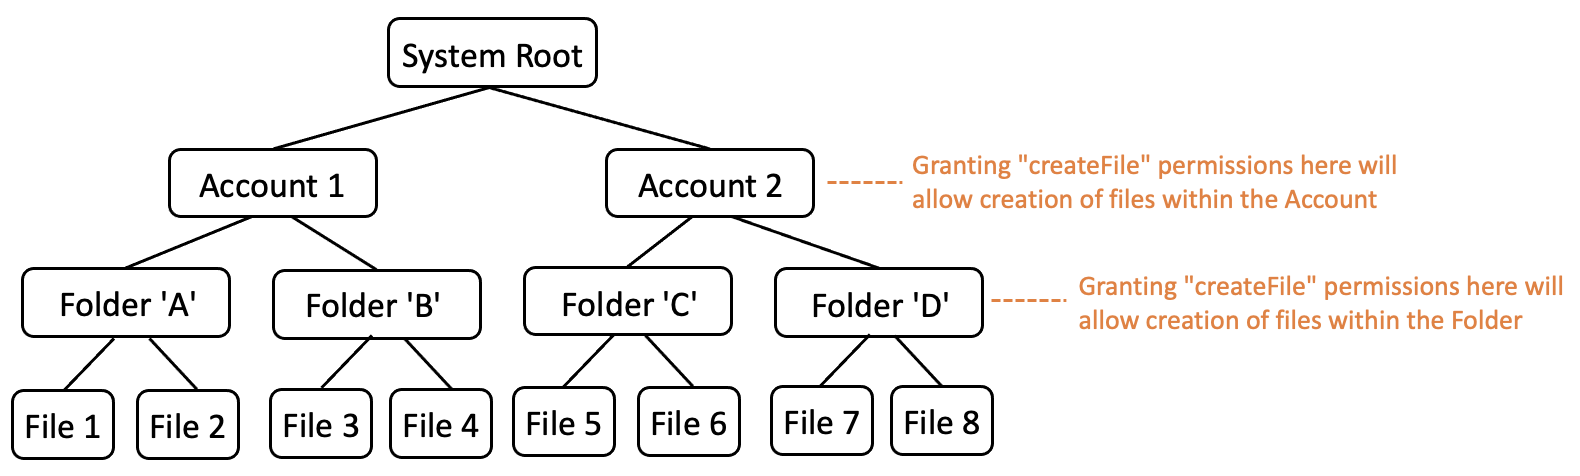 System Root
Account 1
Account 2
Granting "createFile" permissions here will
allow creation of files within the Account
Folder 'A'
Folder 'B'
Folder 'C'
Folder 'D'
Granting "createFile" permissions here will
allow creation of files within the Folder
File 1
File 2
File 3
File 4
File 5
File 6
File 7
File 8